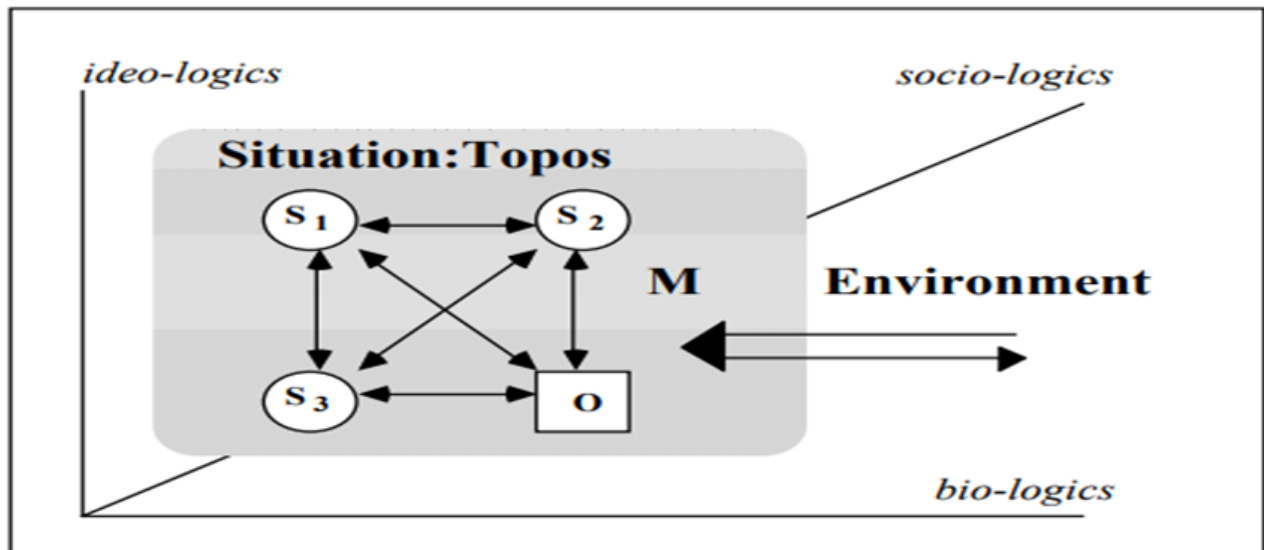 ideo-logics
socio-logics
Situation:Topos
S 1
S 2
M
Environment
S 3
O
bio-logics